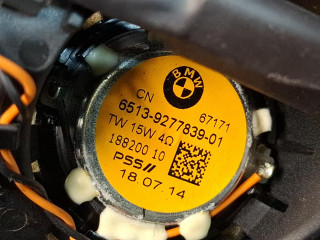 BMW
CN
67171
6513-9277839-01
TW 15W 4Ω
188200 10
PSS//
18.07.14